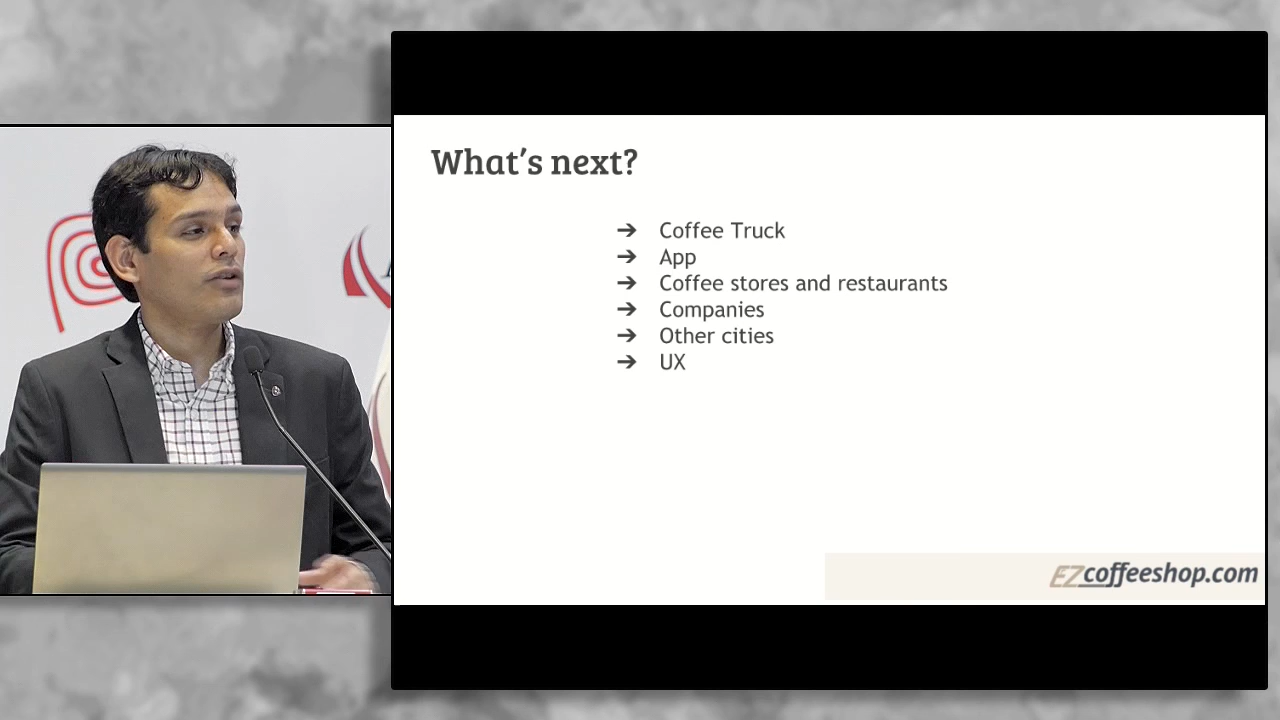 What's next?
➔ Coffee Truck
➔ App
➔ Coffee stores and restaurants
➔ Companies
➔ Other cities
➔ UX
EZcoffeeshop.com